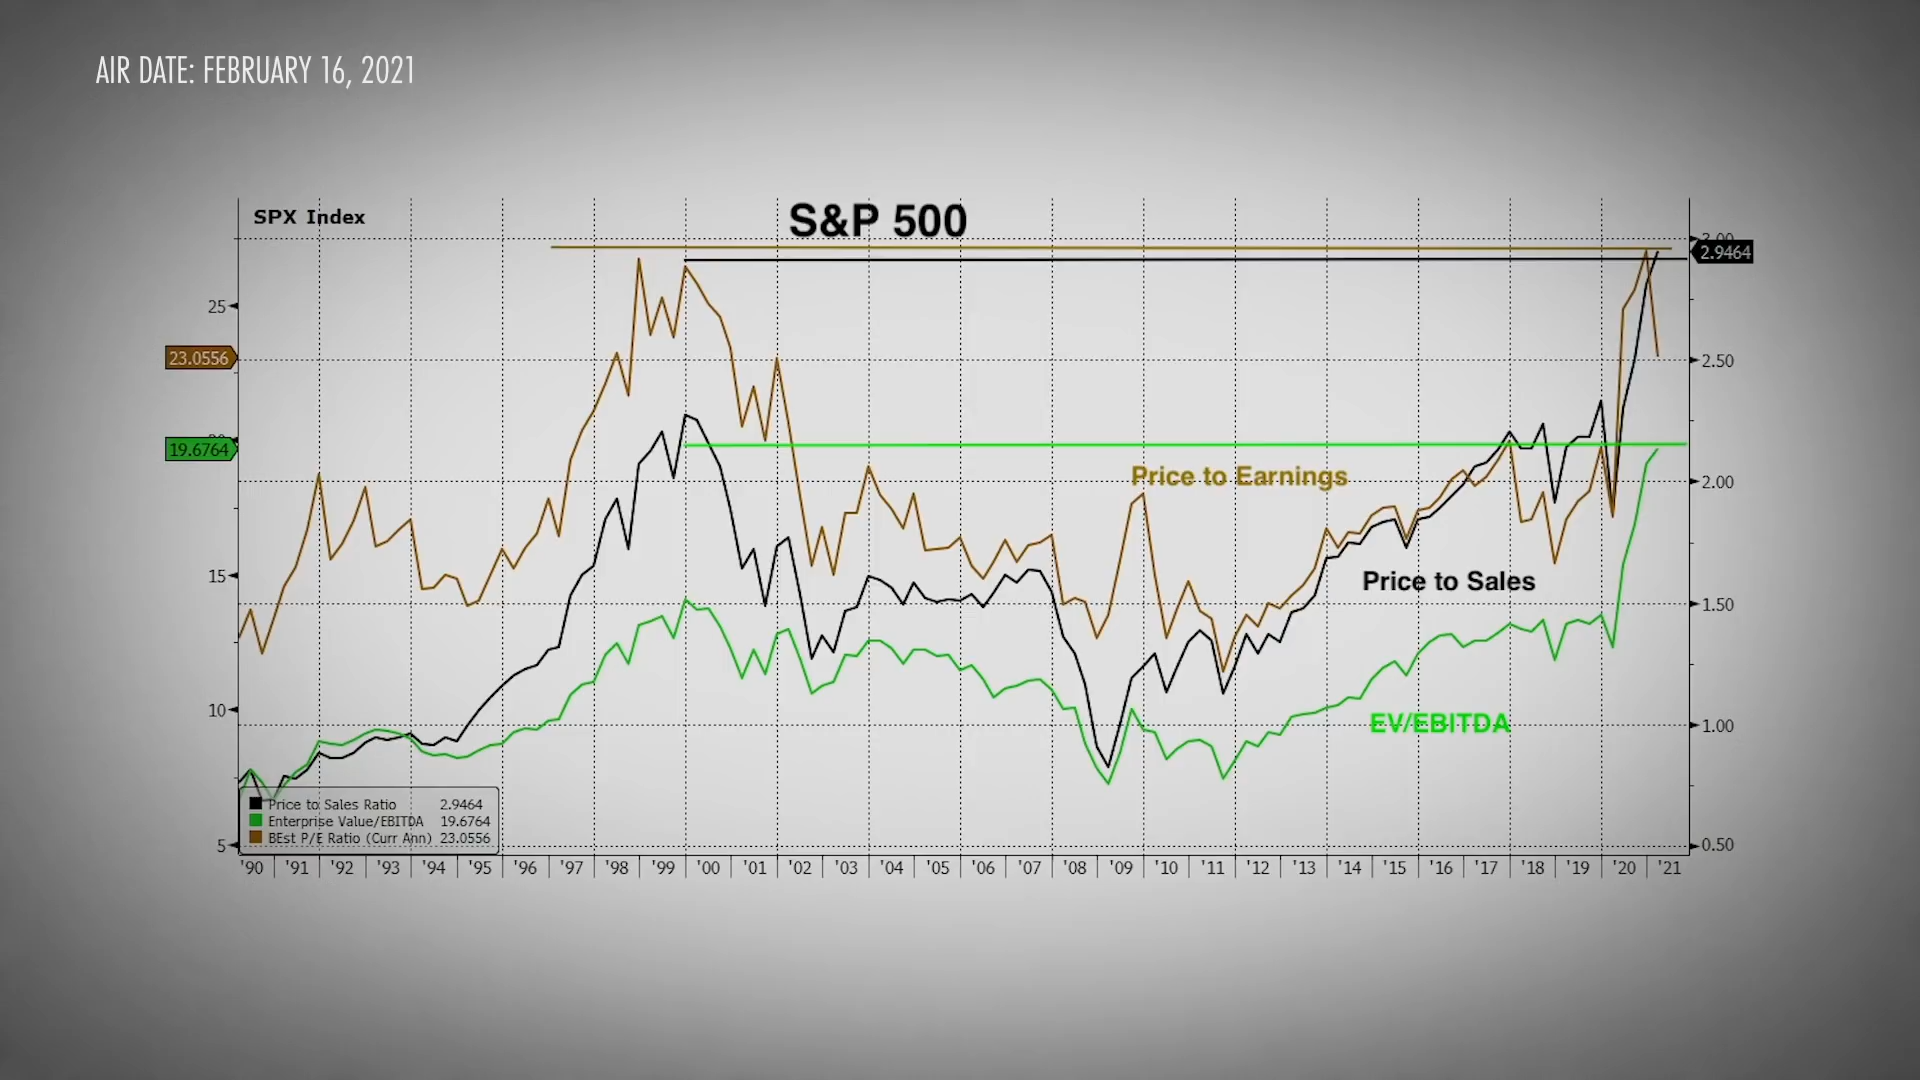 AIR DATE: FEBRUARY 16, 2021
SPX Index
S&P 500
2.9464
25
23.0556
2.50
19.6764
Price to Earnings
2.00
15
Price to Sales
1.50
10
EV/EBITDA
1.00
Price to Sales Ratio 2.9464
Enterprise Value/EBITDA 19.6764
BEst P/E Ratio (Curr Ann) 23.0556
5
0.50
'90 '91 '92 '93 '94 '95 '96 '97 '98 '99 '00 '01 '02 '03 '04 '05 '06 '07 '08 '09 '10 '11 '12 '13 '14 '15 '16 '17 '18 '19 '20 '21